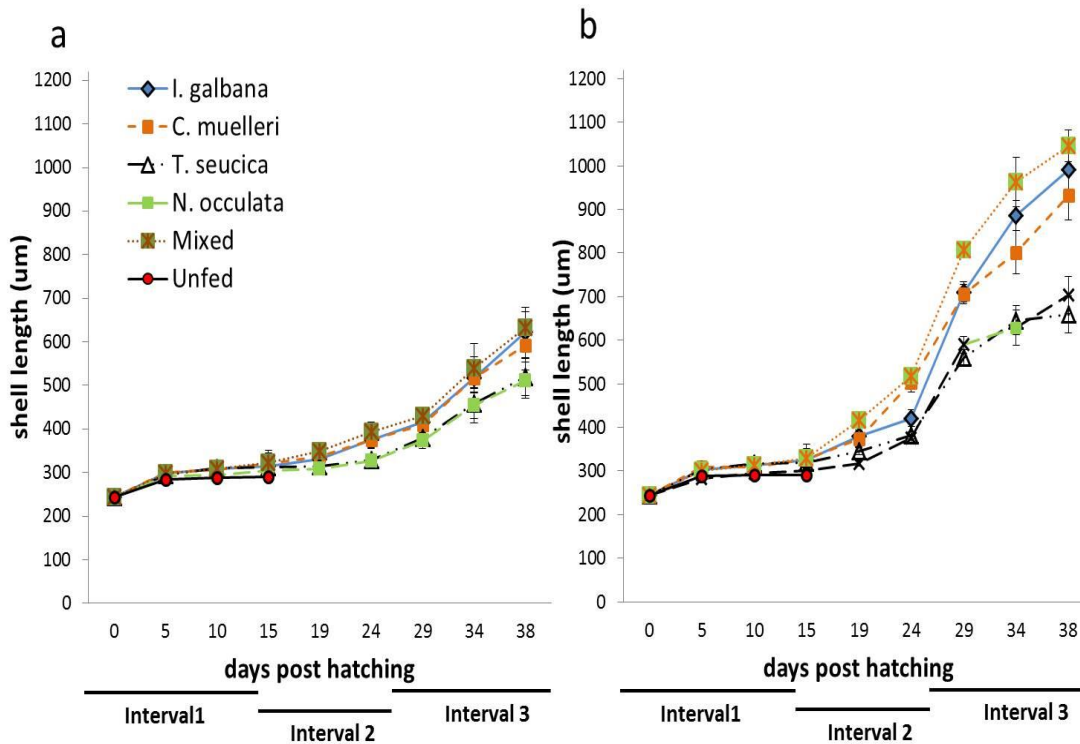 a
b
1200
1100
1000
900
800
700
600
500
400
300
200
100
0
shell length (um)
I. galbana
C. muelleri
T. seucica
N. occulata
Mixed
Unfed
0 5 10 15 19 24 29 34 38
days post hatching
Interval1
Interval 2
Interval 3
1200
1100
1000
900
800
700
600
500
400
300
200
100
0
shell length (um)
0 5 10 15 19 24 29 34 38
days post hatching
Interval1
Interval 2
Interval 3